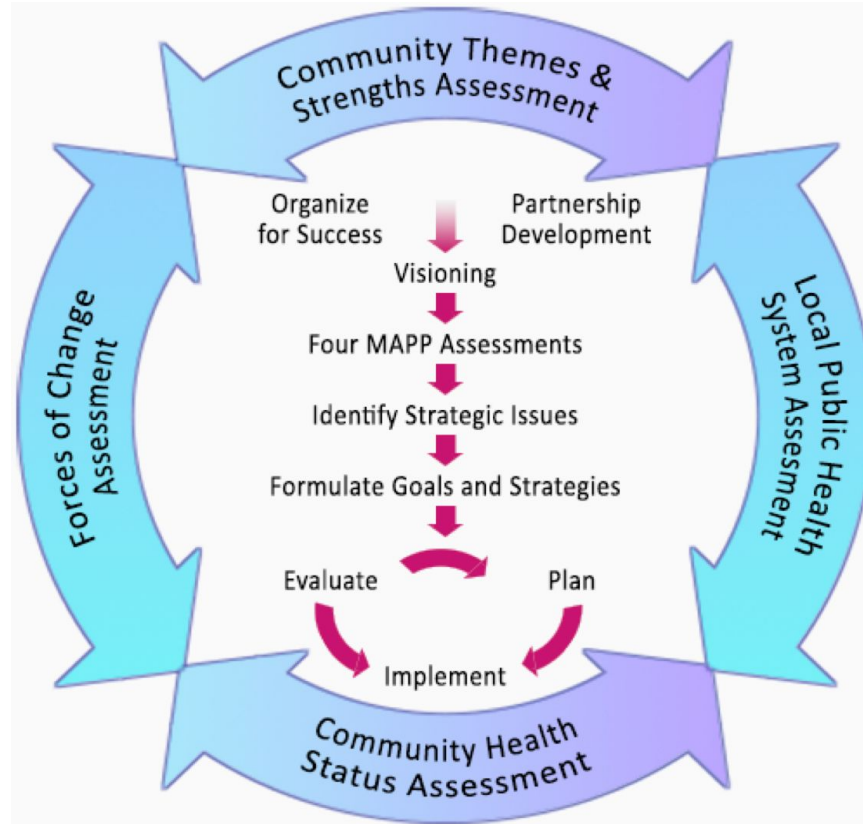 Community Themes &
Strengths Assessment
Organize
for Success
Partnership
Development
Visioning
Four MAPP Assessments
Identify Strategic Issues
Formulate Goals and Strategies
Evaluate
Plan
Implement
Forces of Change
Assessment
Local Public Health
System Assesment
Community Health
Status Assessment